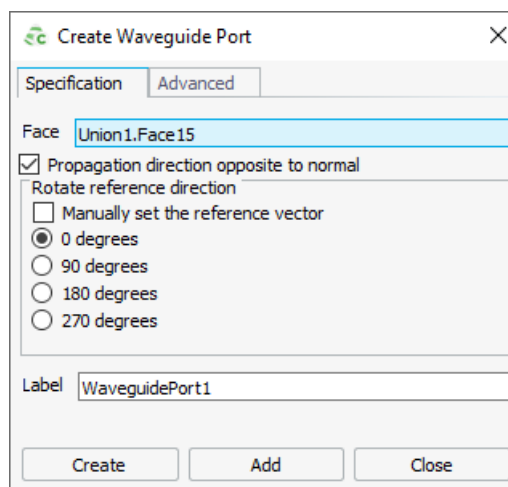 Create Waveguide Port
Specification Advanced
Face Union1.Face15
Propagation direction opposite to normal
Rotate reference direction
Manually set the reference vector
0 degrees
90 degrees
180 degrees
270 degrees
Label WaveguidePort1
Create Add Close